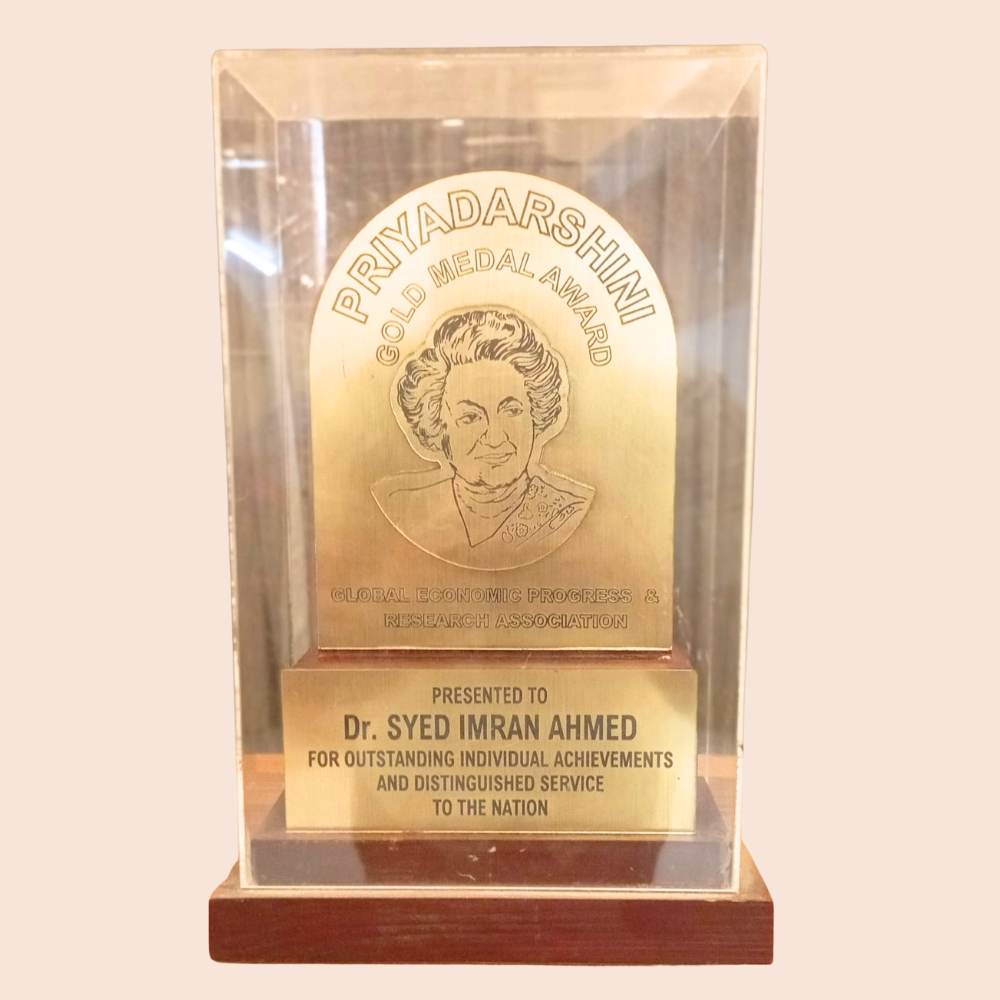 PRIYADARSHINI
GOLD MEDAL AWARD
GLOBAL ECONOMIC PROGRESS &
RESEARCH ASSOCIATION
PRESENTED TO
Dr. SYED IMRAN AHMED
FOR OUTSTANDING INDIVIDUAL ACHIEVEMENTS
AND DISTINGUISHED SERVICE
TO THE NATION